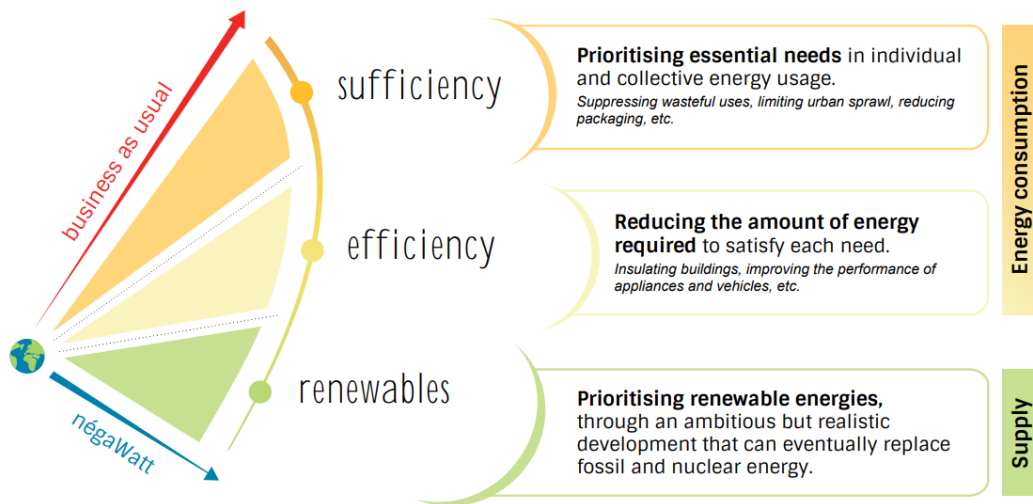 business as usual
négaWatt
sufficiency
Prioritising essential needs in individual
and collective energy usage.
Suppressing wasteful uses, limiting urban sprawl, reducing
packaging, etc.
efficiency
Reducing the amount of energy
required to satisfy each need.
Insulating buildings, improving the performance of
appliances and vehicles, etc.
Energy consumption
renewables
Prioritising renewable energies,
through an ambitious but realistic
development that can eventually replace
fossil and nuclear energy.
Supply